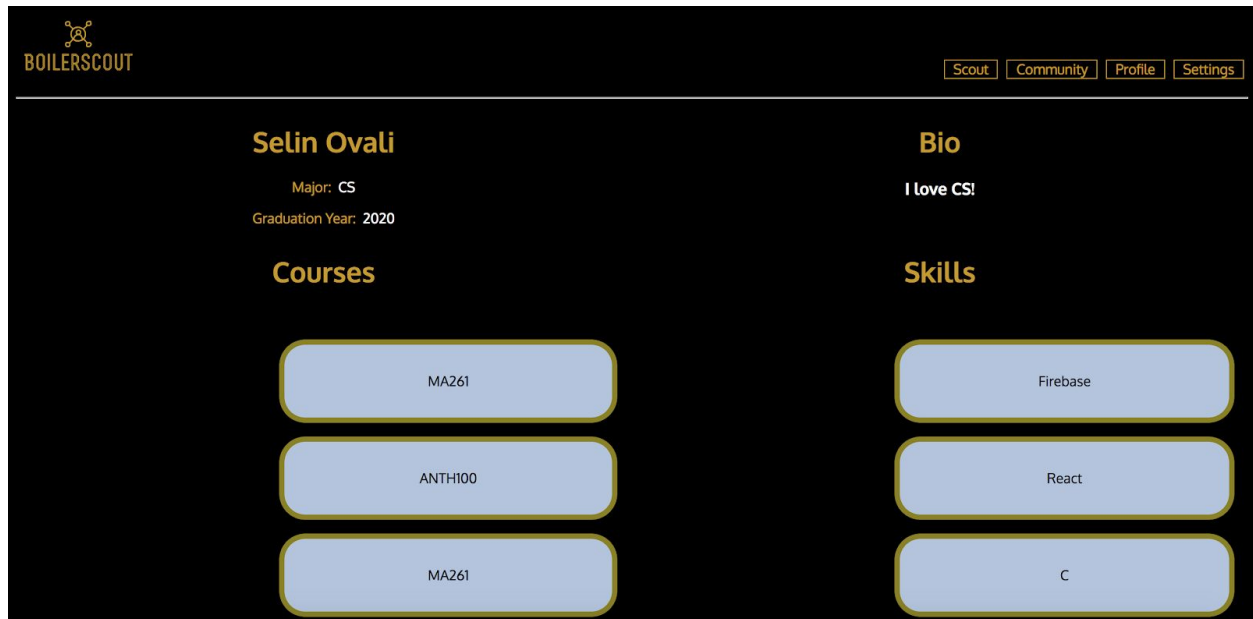 BOILERSCOUT
Scout Community Profile Settings
Selin Ovali
Major: CS
Graduation Year: 2020
Bio
I love CS!
Courses
MA261
ANTH100
MA261
Skills
Firebase
React
C